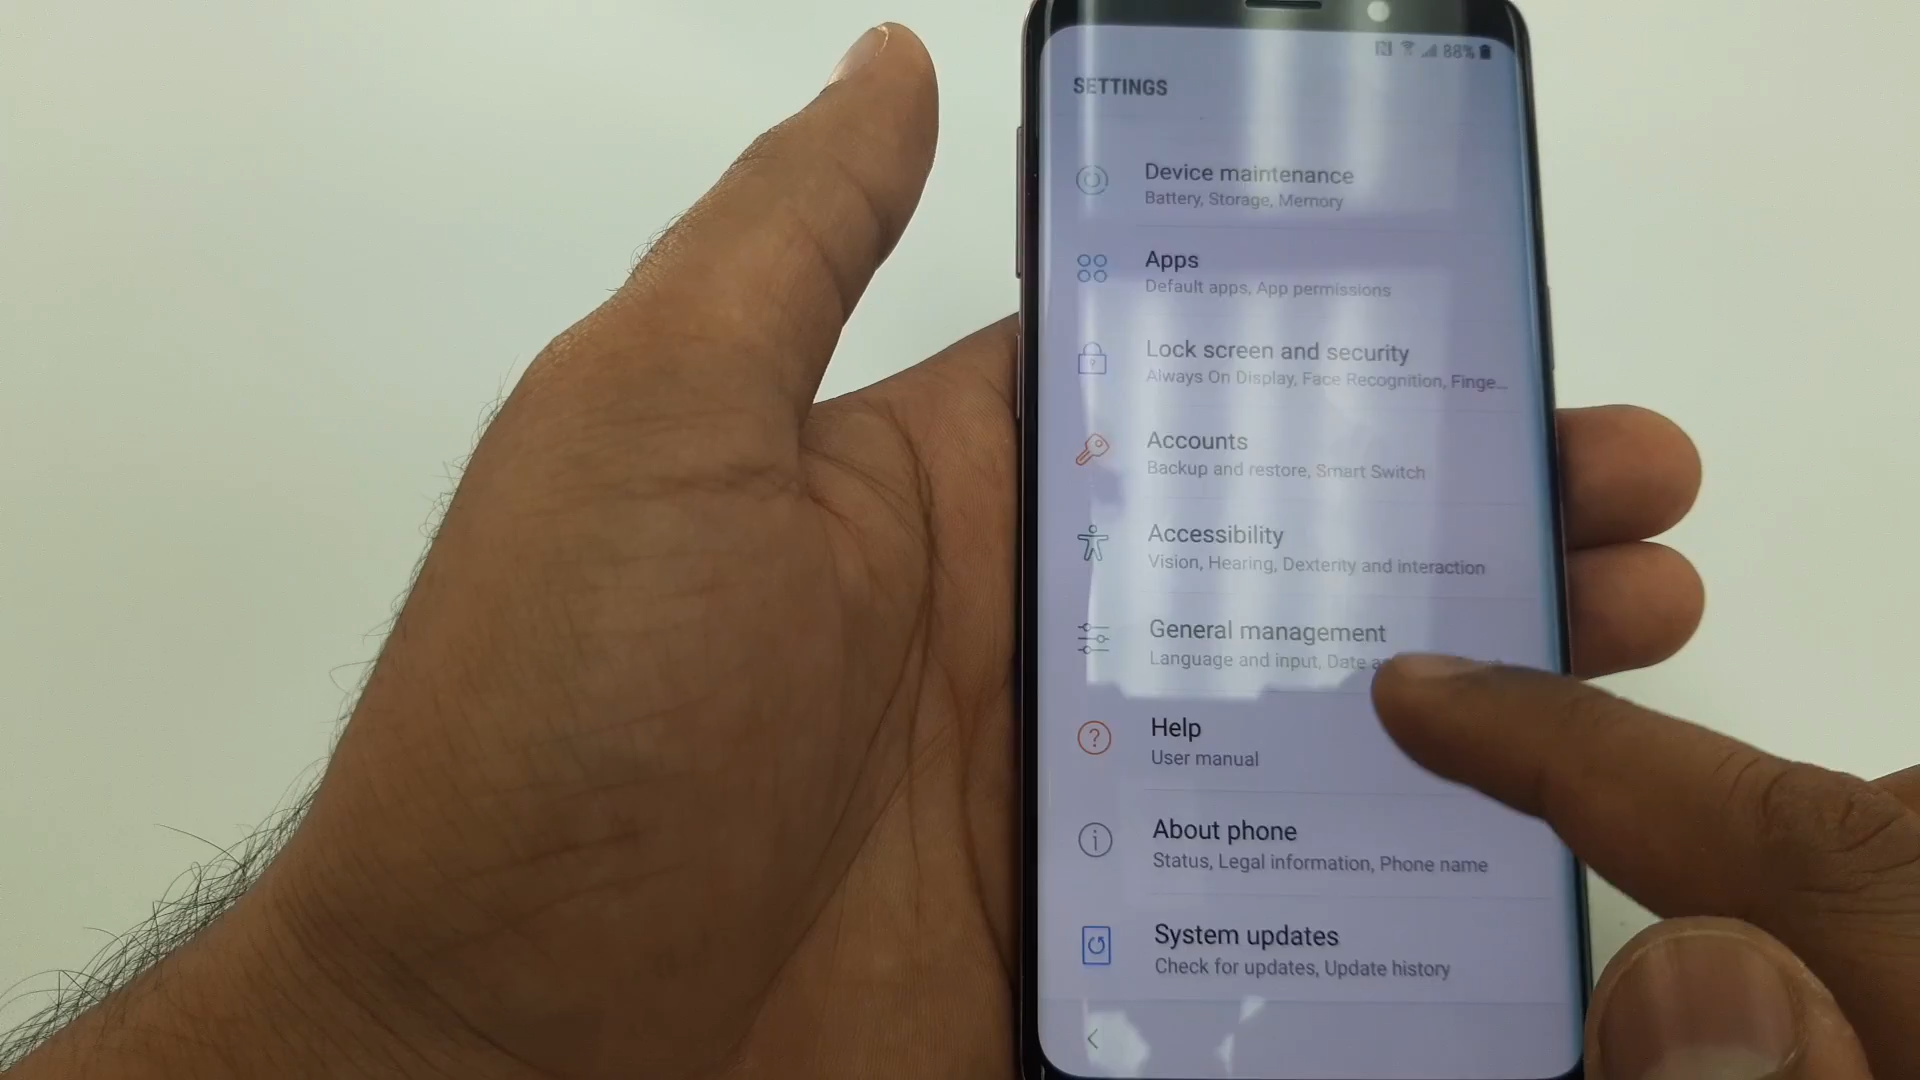 88%
SETTINGS
Device maintenance
Battery, Storage, Memory
Apps
Default apps, App permissions
Lock screen and security
Always On Display, Face Recognition, Finge...
Accounts
Backup and restore, Smart Switch
Accessibility
Vision, Hearing, Dexterity and interaction
General management
Language and input, Date
Help
User manual
About phone
Status, Legal information, Phone name
System updates
Check for updates, Update history